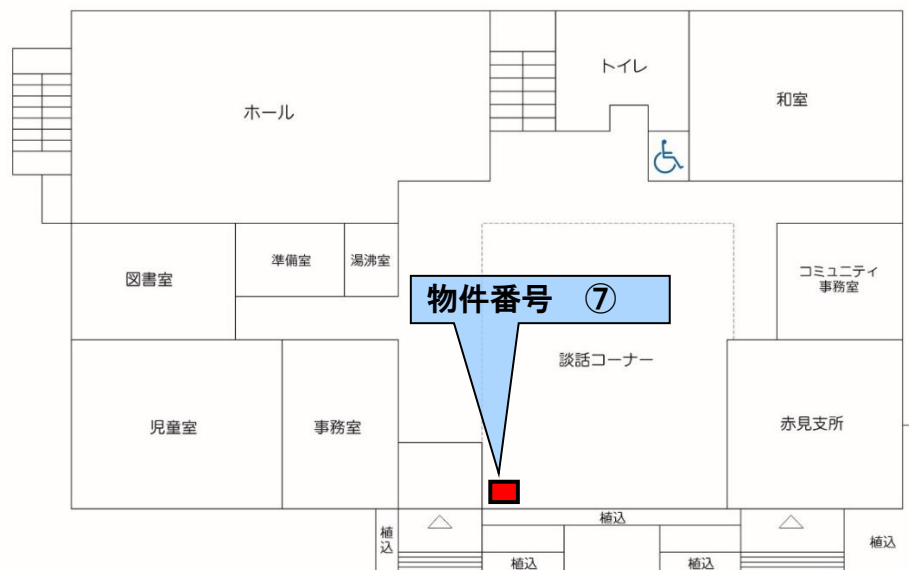 トイレ
ホール
和室
図書室
準備室
湯沸室
コミュニティ
事務室
物件番号 ⑦
談話コーナー
児童室
事務室
赤見支所
植込
植込
植込
植込
植込